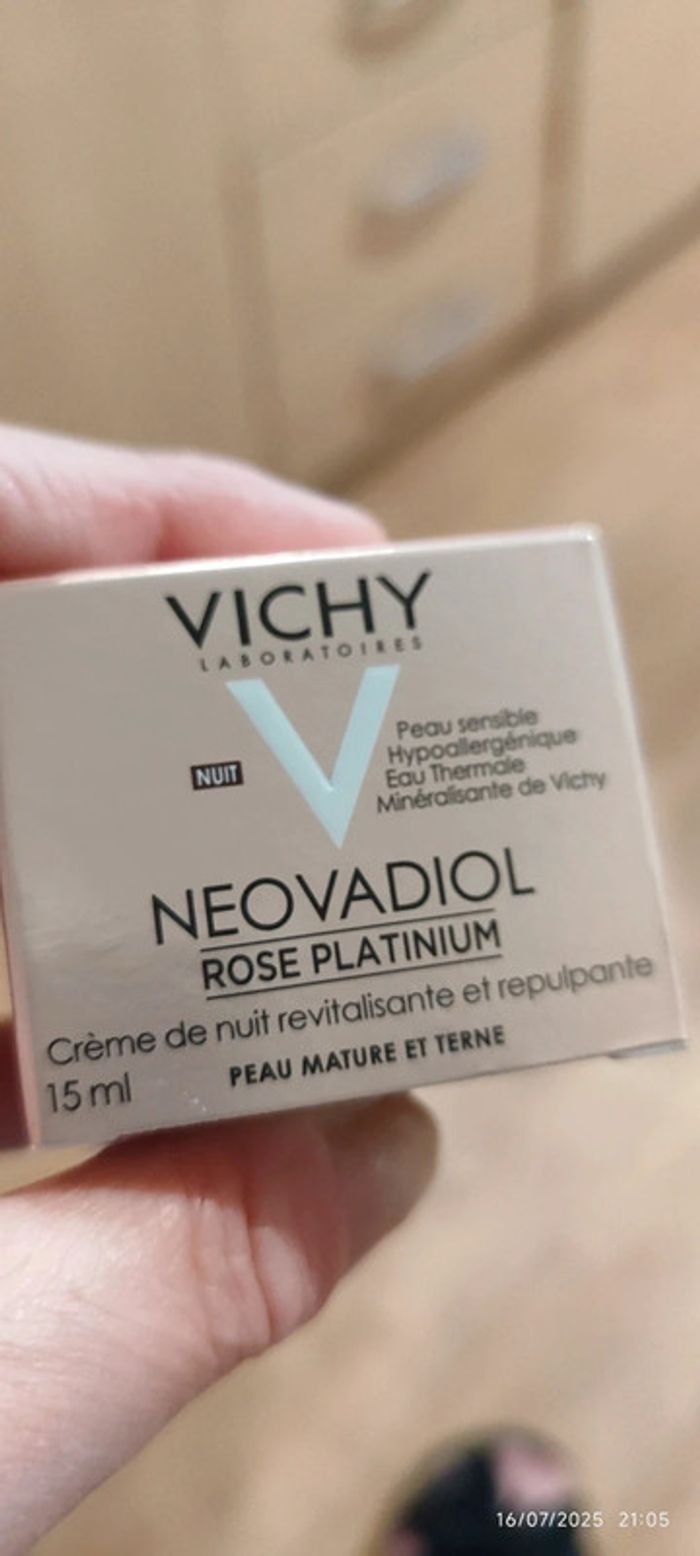 VICHY
LABORATOIRES
NUIT
Peau sensible
Hypoallergénique
Eau Thermale
Minéralisante de Vichy
NEOVADIOL
ROSE PLATINIUM
Crème de nuit revitalisante et repulpante
15 ml
PEAU MATURE ET TERNE
16/07/2025 21:05